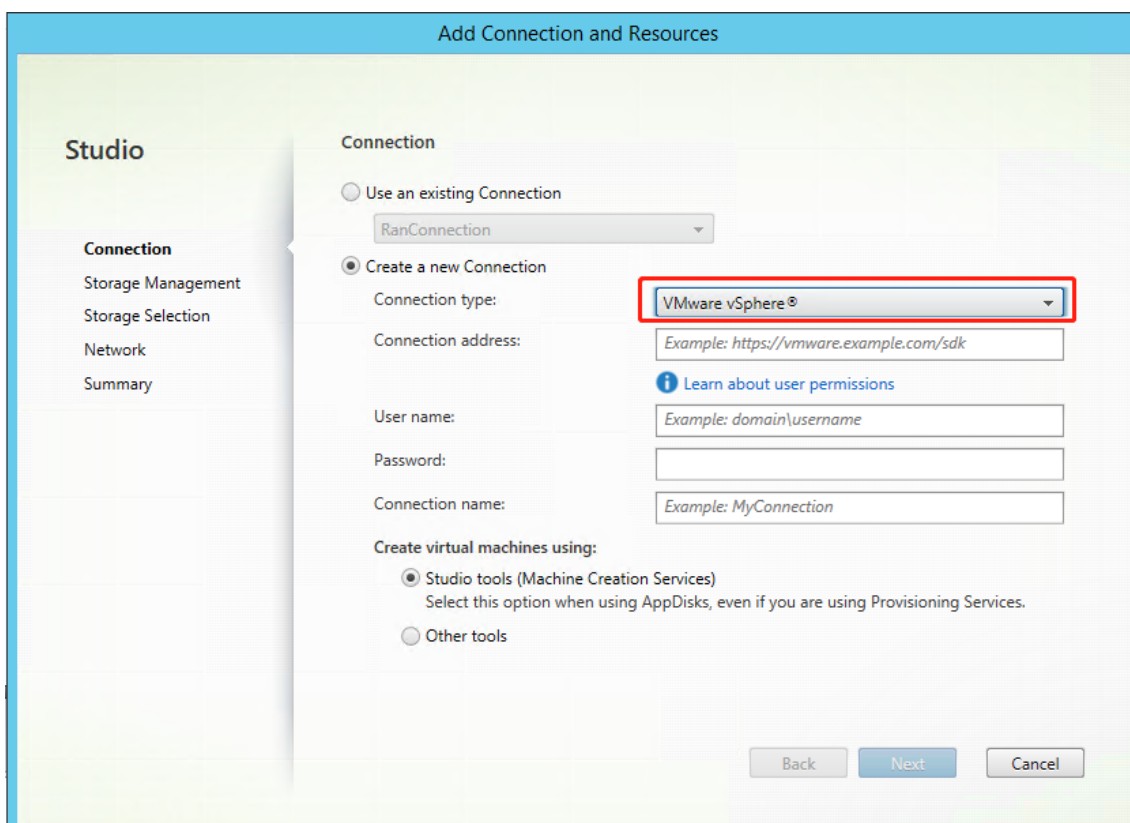 Add Connection and Resources
Studio
Connection
Storage Management
Storage Selection
Network
Summary
Connection
Use an existing Connection
RanConnection
Create a new Connection
Connection type:
VMware vSphere®
Connection address:
Example: https://vmware.example.com/sdk
Learn about user permissions
User name:
Example: domain\username
Password:
Connection name:
Example: MyConnection
Create virtual machines using:
Studio tools (Machine Creation Services)
Select this option when using AppDisks, even if you are using Provisioning Services.
Other tools
Back
Next
Cancel